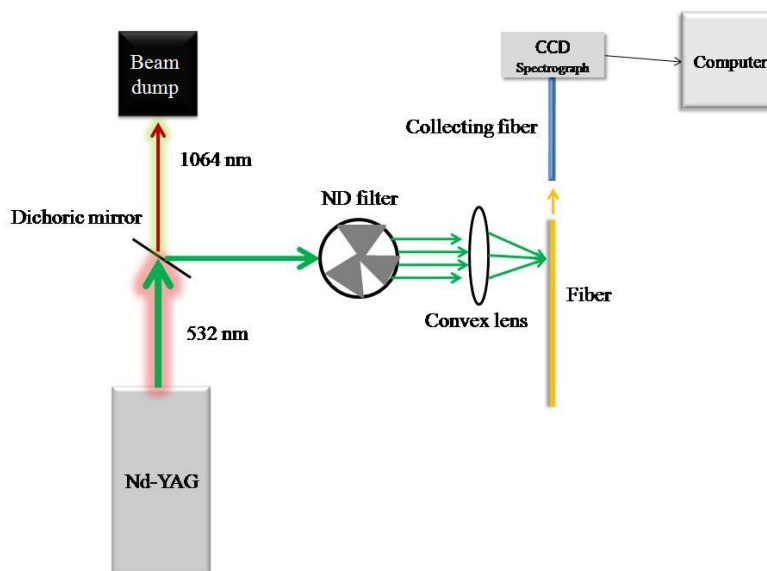 Beam
dump
CCD
Spectrograph
Computer
Collecting fiber
1064 nm
ND filter
Dichoric mirror
Fiber
Convex lens
532 nm
Nd-YAG